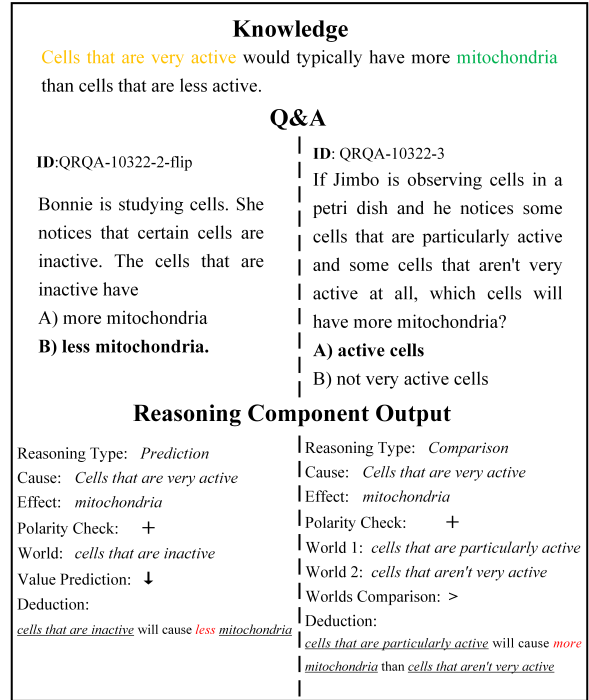 Knowledge
Cells that are very active would typically have more mitochondria
than cells that are less active.
Q&A
ID:QRQA-10322-2-flip
Bonnie is studying cells. She
notices that certain cells are
inactive. The cells that are
inactive have
A) more mitochondria
B) less mitochondria.
ID: QRQA-10322-3
If Jimbo is observing cells in a
petri dish and he notices some
cells that are particularly active
and some cells that aren't very
active at all, which cells will
have more mitochondria?
A) active cells
B) not very active cells
Reasoning Component Output
Reasoning Type: Prediction
Cause: Cells that are very active
Effect: mitochondria
Polarity Check: +
World: cells that are inactive
Value Prediction: ⬇
Deduction:
cells that are inactive will cause less mitochondria
Reasoning Type: Comparison
Cause: Cells that are very active
Effect: mitochondria
Polarity Check: +
World 1: cells that are particularly active
World 2: cells that aren't very active
Worlds Comparison: >
Deduction:
cells that are particularly active will cause more
mitochondria than cells that aren't very active